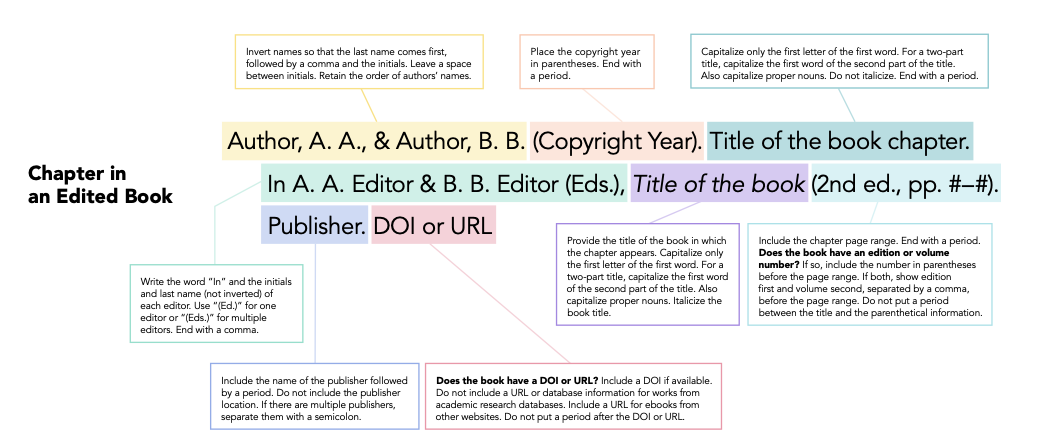 Invert names so that the last name comes first,
followed by a comma and the initials. Leave a space
between initials. Retain the order of authors' names.
Place the copyright year
in parentheses. End with
a period.
Capitalize only the first letter of the first word. For a two-part
title, capitalize the first word of the second part of the title.
Also capitalize proper nouns. Do not italicize. End with a period.
Chapter in
an Edited Book
Author, A. A., & Author, B. B. (Copyright Year). Title of the book chapter.
In A. A. Editor & B. B. Editor (Eds.), Title of the book (2nd ed., pp. #–#).
Publisher. DOI or URL
Write the word "In" and the initials
and last name (not inverted) of
each editor. Use "(Ed.)" for one
editor or "(Eds.)" for multiple
editors. End with a comma.
Provide the title of the book in which
the chapter appears. Capitalize only
the first letter of the first word. For a
two-part title, capitalize the first word
of the second part of the title. Also
capitalize proper nouns. Italicize the
book title.
Include the chapter page range. End with a period.
Does the book have an edition or volume
number? If so, include the number in parentheses
before the page range. If both, show edition
first and volume second, separated by a comma,
before the page range. Do not put a period
between the title and the parenthetical information.
Include the name of the publisher followed
by a period. Do not include the publisher
location. If there are multiple publishers,
separate them with a semicolon.
Does the book have a DOI or URL? Include a DOI if available.
Do not include a URL or database information for works from
academic research databases. Include a URL for ebooks from
other websites. Do not put a period after the DOI or URL.